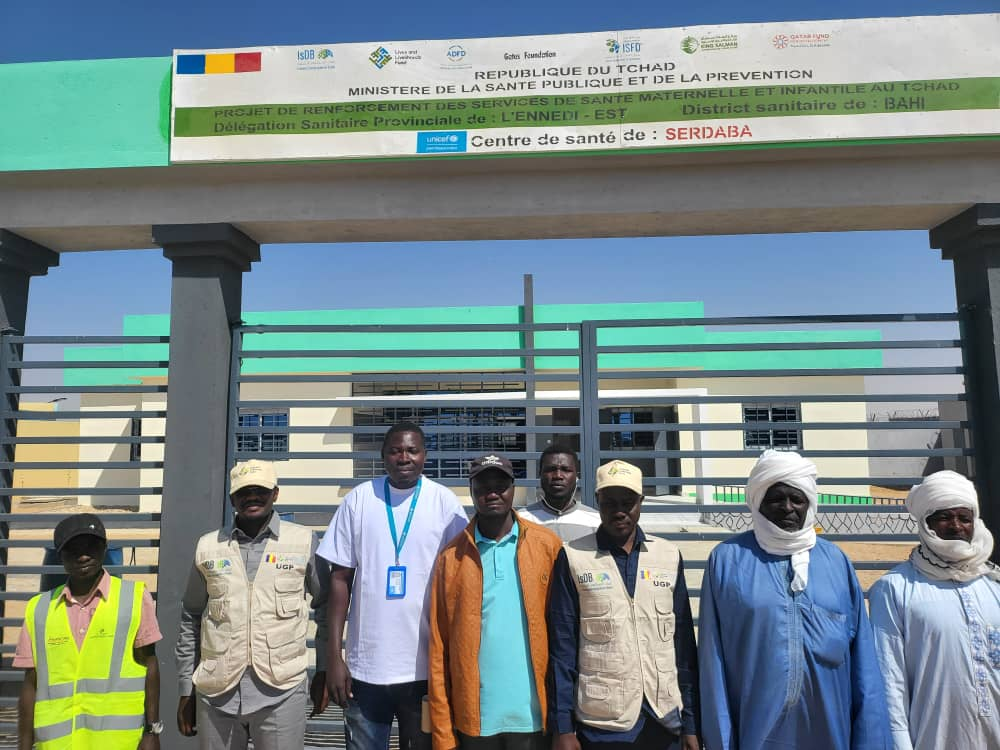 IsDB
Lives and Livelihoods Fund
ADFD
Gates Foundation
ISFD
KING SALMAN
QATAR FUND
REPUBLIQUE DU TCHAD
MINISTERE DE LA SANTE PUBLIQUE ET DE LA PREVENTION
PROJET DE RENFORCEMENT DES SERVICES DE SANTE MATERNELLE ET INFANTILE AU TCHAD
Délégation Sanitaire Provinciale de : L'ENNEDI - EST District sanitaire de : BAHI
unicef Centre de santé de : SERDABA
IsDB
UGP
IsDB
UGP